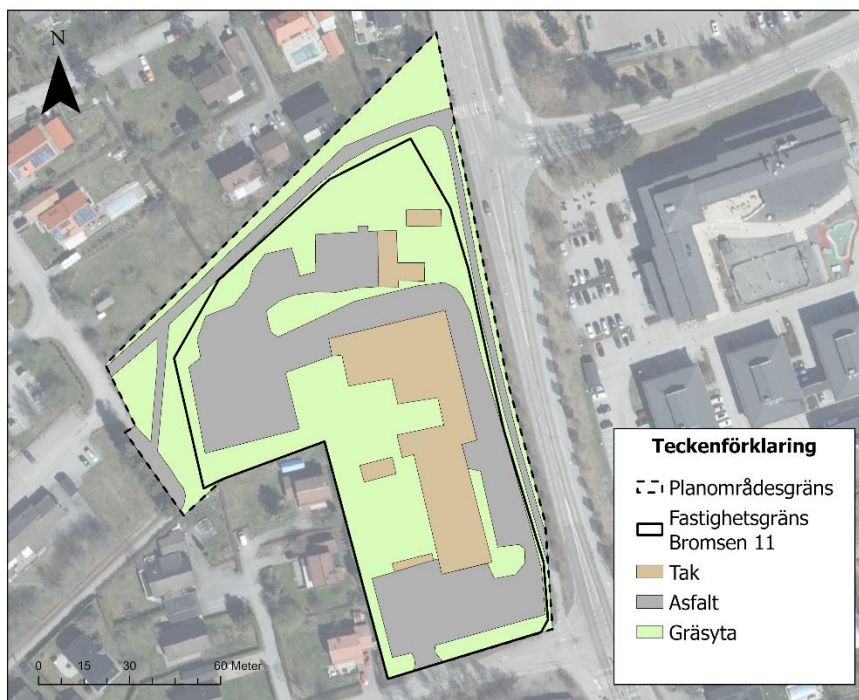 N
Teckenförklaring
Planområdesgräns
Fastighetsgräns
Bromsen 11
Tak
Asfalt
Gräsyta
0 15 30 60 Meter